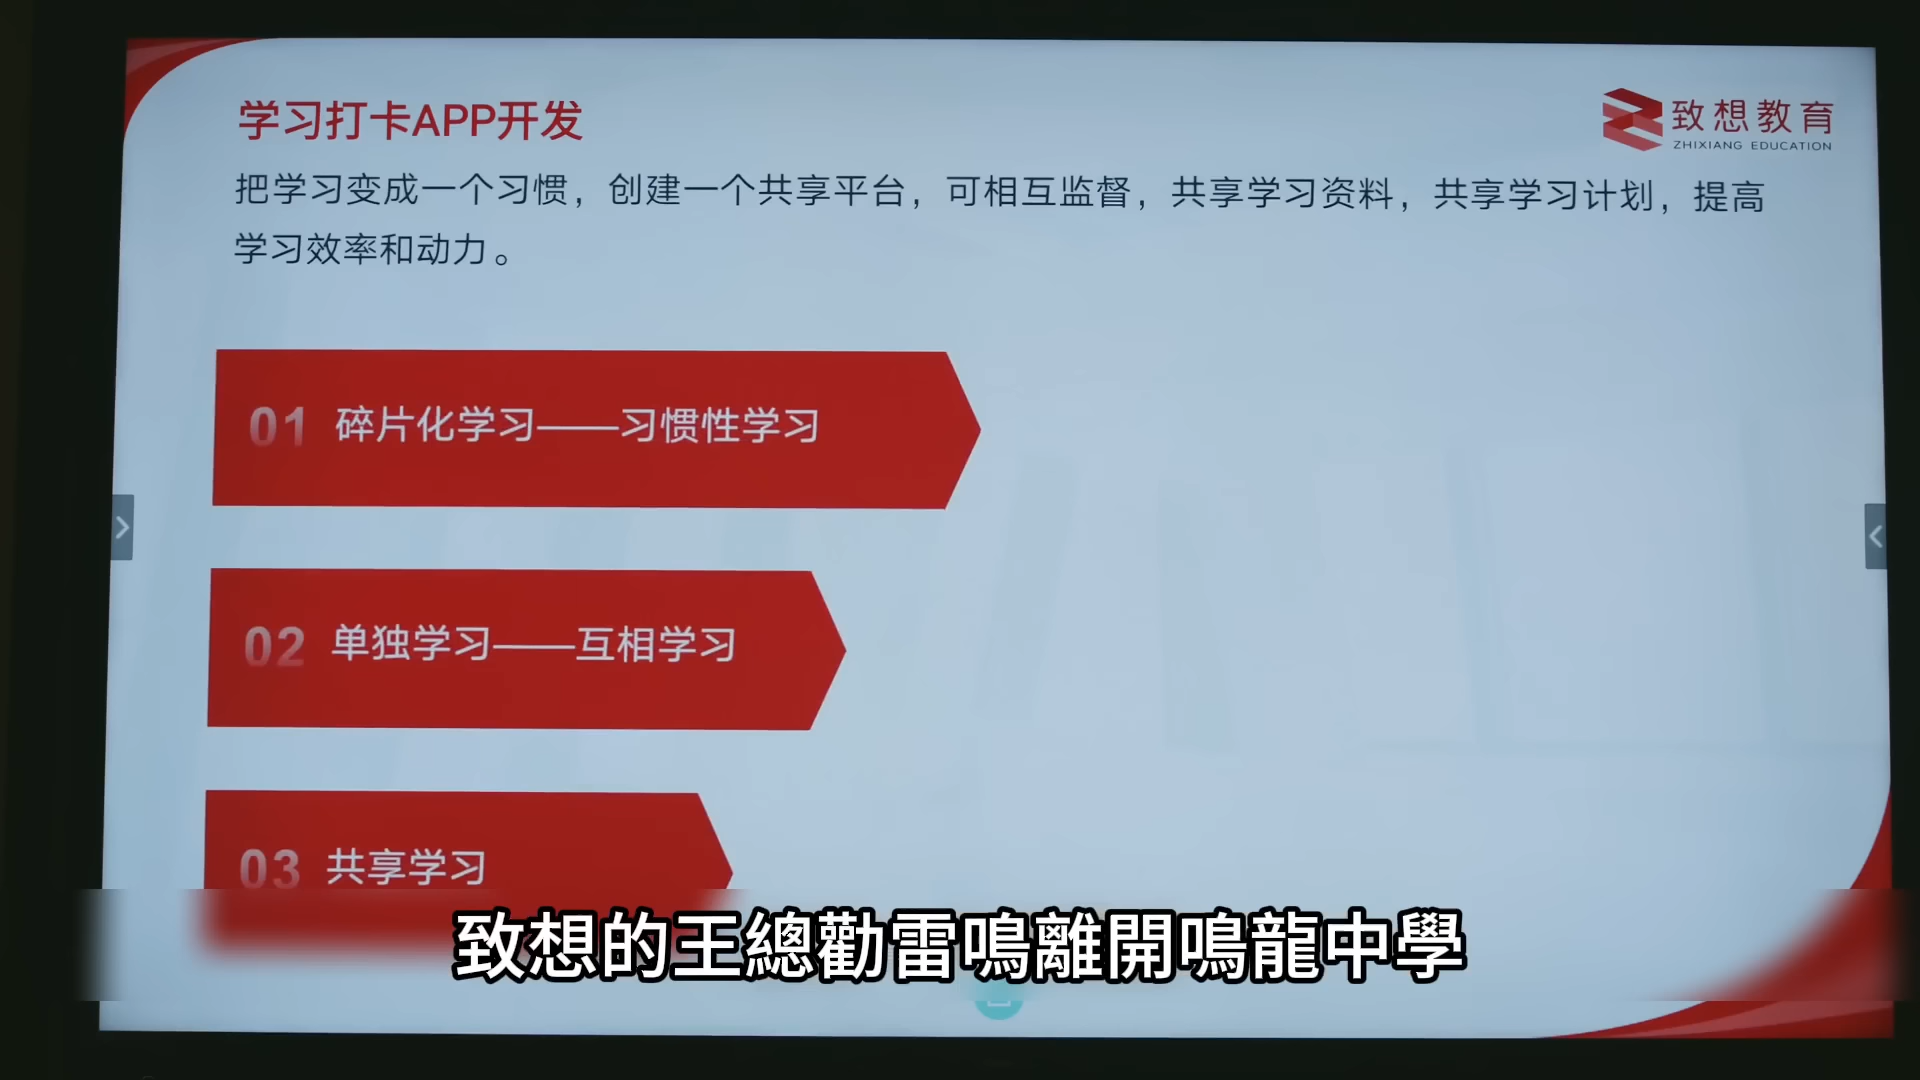 学习打卡APP开发
致想教育
ZHIXIANG EDUCATION
把学习变成一个习惯，创建一个共享平台，可相互监督，共享学习资料，共享学习计划，提高
学习效率和动力。
01 碎片化学习——习惯性学习
02 单独学习——互相学习
03 共享学习
致想的王總勸雷鳴離開鳴龍中學